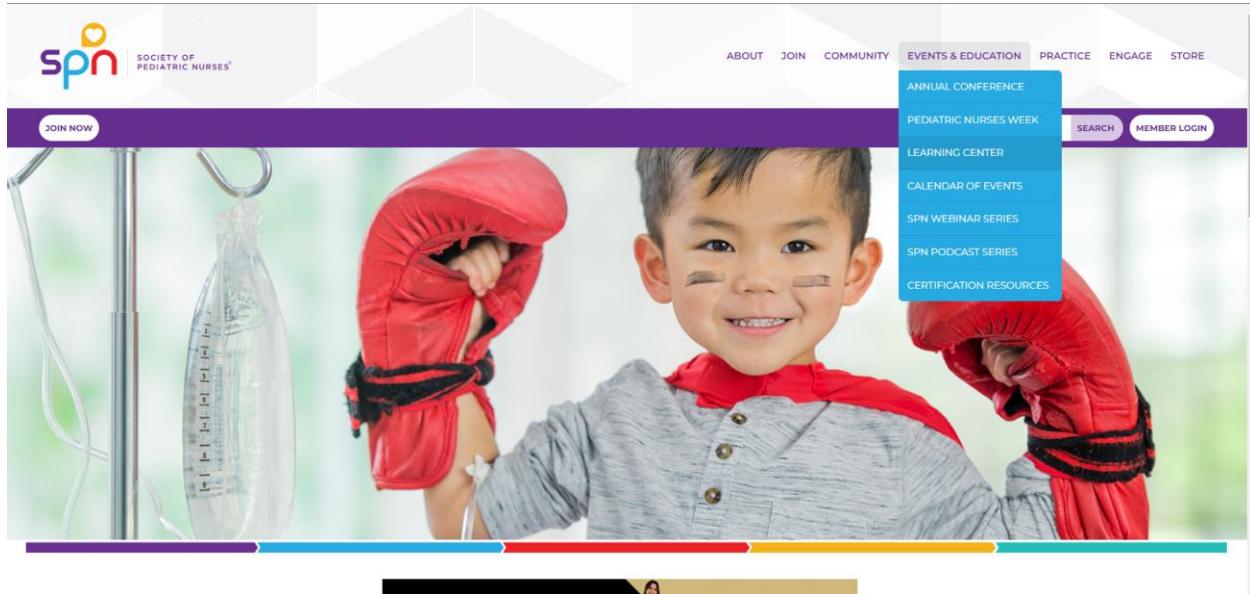 spn
SOCIETY OF
PEDIATRIC NURSES®
ABOUT JOIN COMMUNITY EVENTS & EDUCATION PRACTICE ENGAGE STORE
ANNUAL CONFERENCE
PEDIATRIC NURSES WEEK
LEARNING CENTER
CALENDAR OF EVENTS
SPN WEBINAR SERIES
SPN PODCAST SERIES
CERTIFICATION RESOURCES
JOIN NOW
SEARCH
MEMBER LOGIN